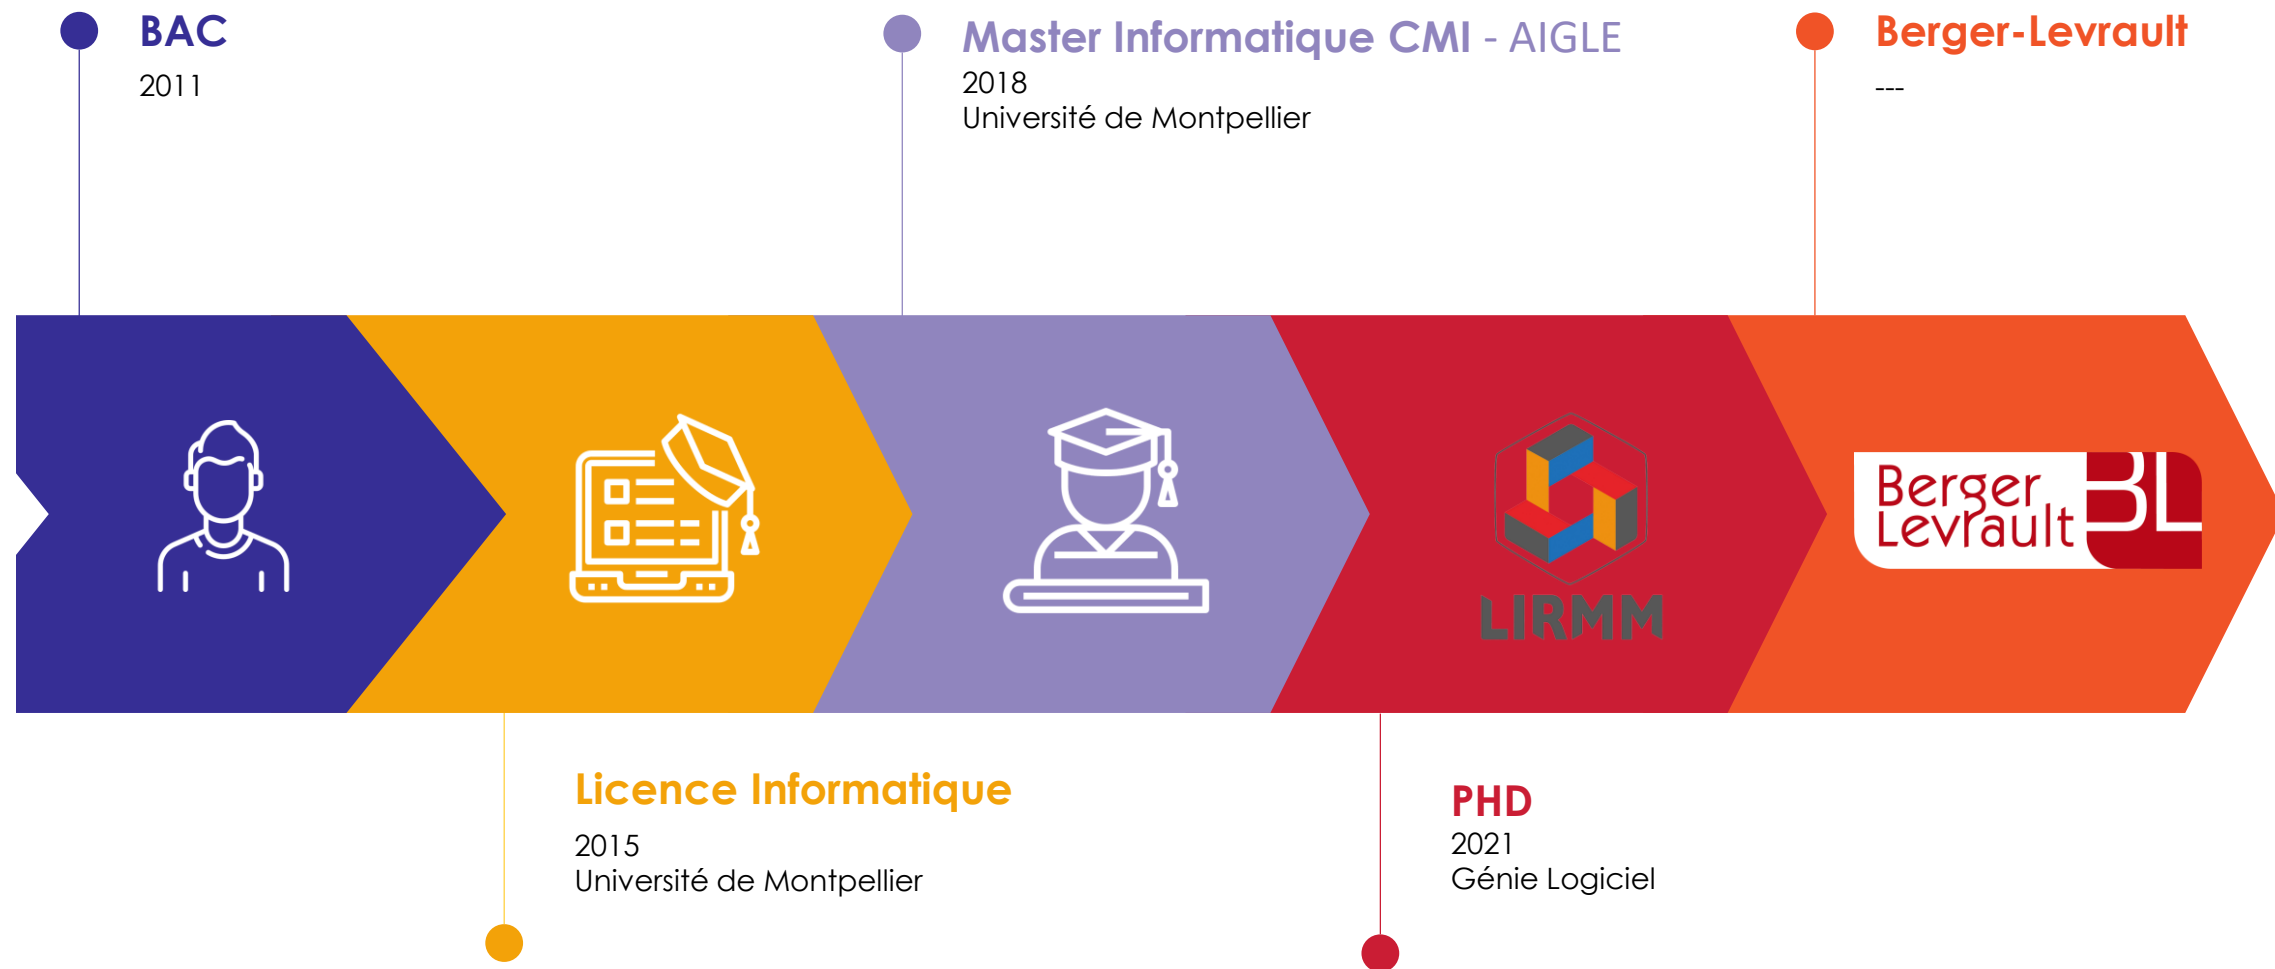 BAC
2011
Master Informatique CMI - AIGLE
2018
Université de Montpellier
Berger-Levrault
---
LIRMM
Berger
Levrault
BL
Licence Informatique
2015
Université de Montpellier
PHD
2021
Génie Logiciel